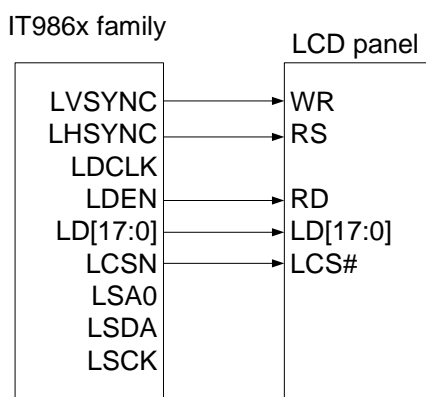 IT986x family
LCD panel
LVSYNC WR
LHSYNC RS
LDCLK
LDEN RD
LD[17:0] LD[17:0]
LCSN LCS#
LSA0
LSDA
LSCK